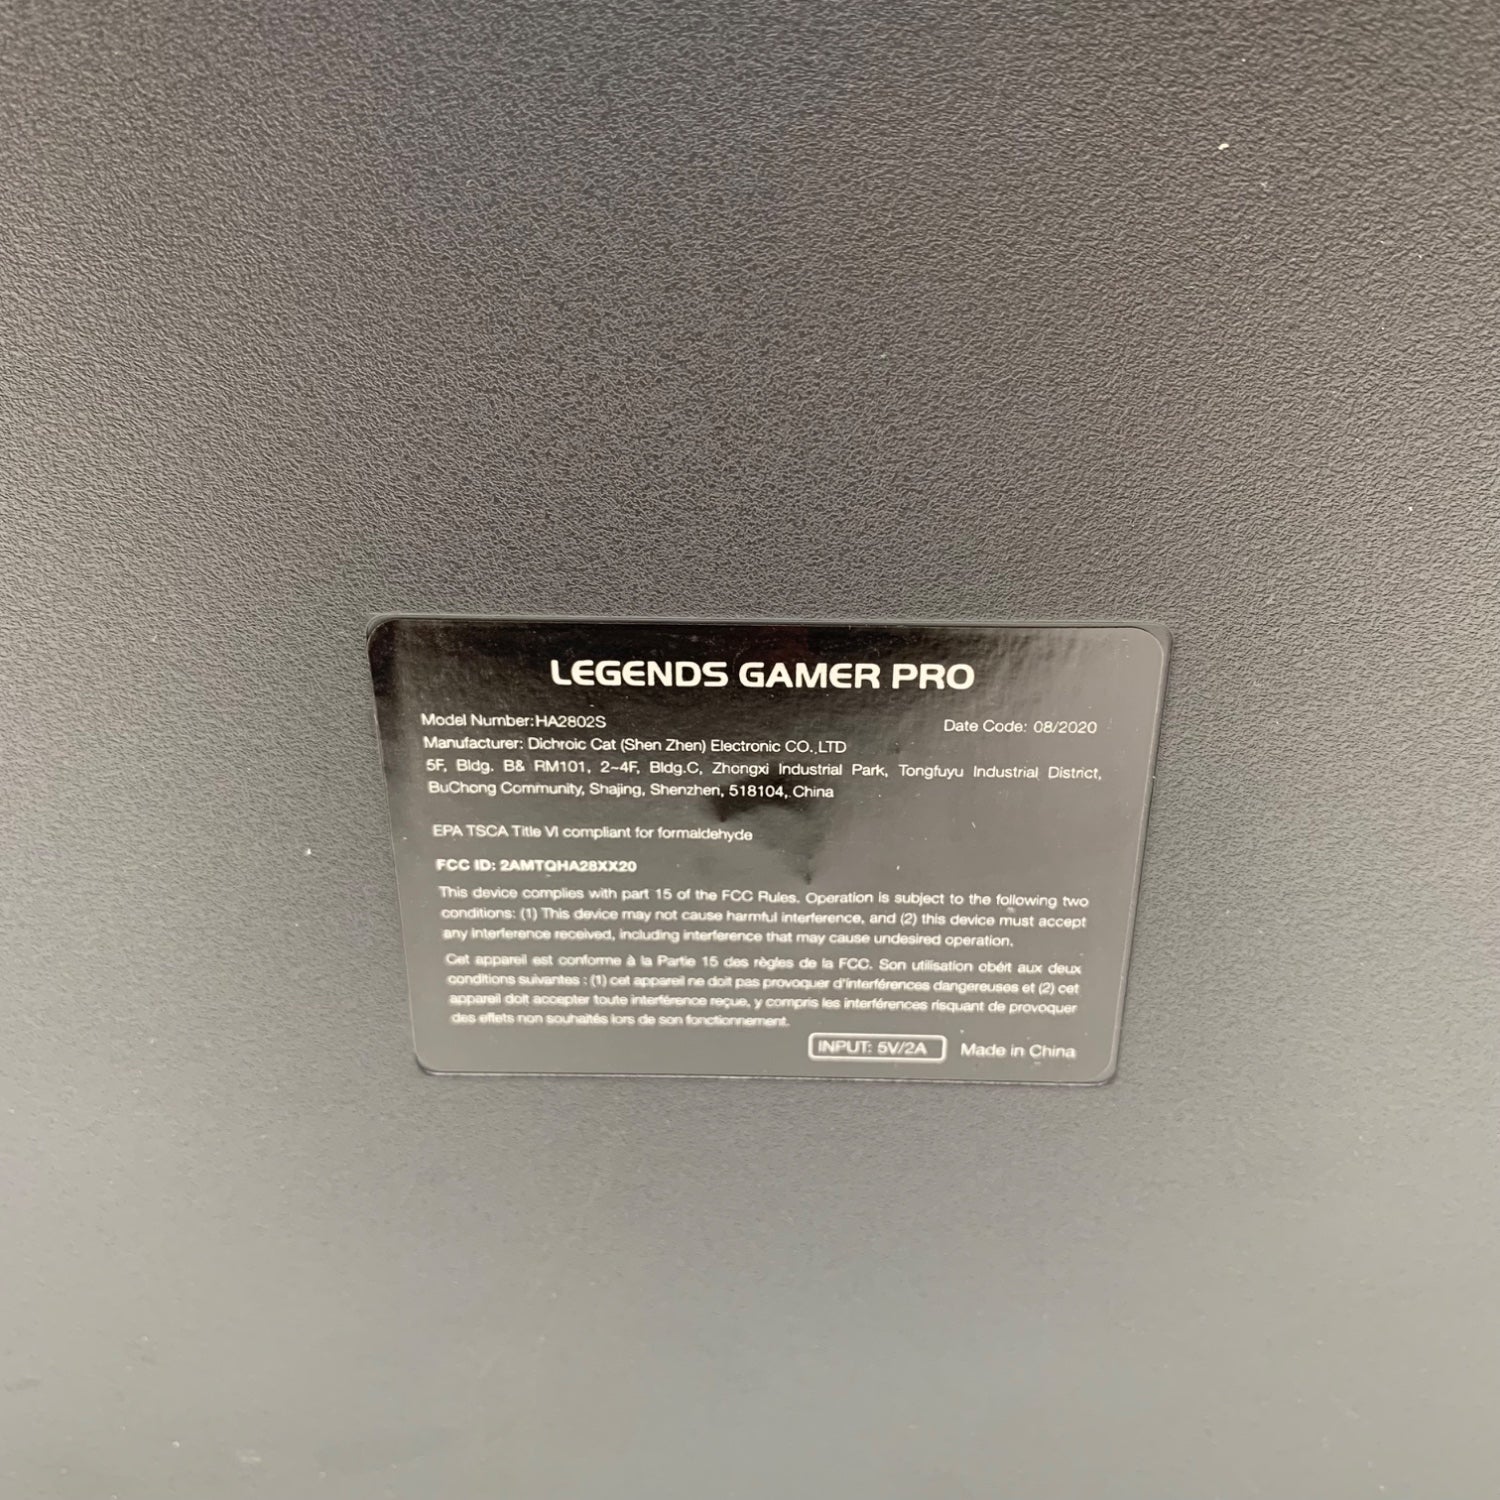 LEGENDS GAMER PRO
Model Number:HA2802S
Date Code: 08/2020
Manufacturer: Dichroic Cat (Shen Zhen) Electronic CO.,LTD
5F, Bldg. B& RM101, 2~4F, Bldg.C, Zhongxi Industrial Park, Tongfuyu Industrial District,
BuChong Community, Shajing, Shenzhen, 518104, China
EPA TSCA Title VI compliant for formaldehyde
FCC ID: 2AMTQHA28XX20
This device complies with part 15 of the FCC Rules. Operation is subject to the following two
conditions: (1) This device may not cause harmful interference, and (2) this device must accept
any interference received, including interference that may cause undesired operation.
Cet appareil est conforme à la Partie 15 des règles de la FCC. Son utilisation obéit aux deux
conditions suivantes : (1) cet appareil ne doit pas provoquer d'interférences dangereuses et (2) cet
appareil doit accepter toute interférence reçue, y compris les interférences risquant de provoquer
des effets non souhaités lors de son fonctionnement.
INPUT: 5V/2A
Made in China